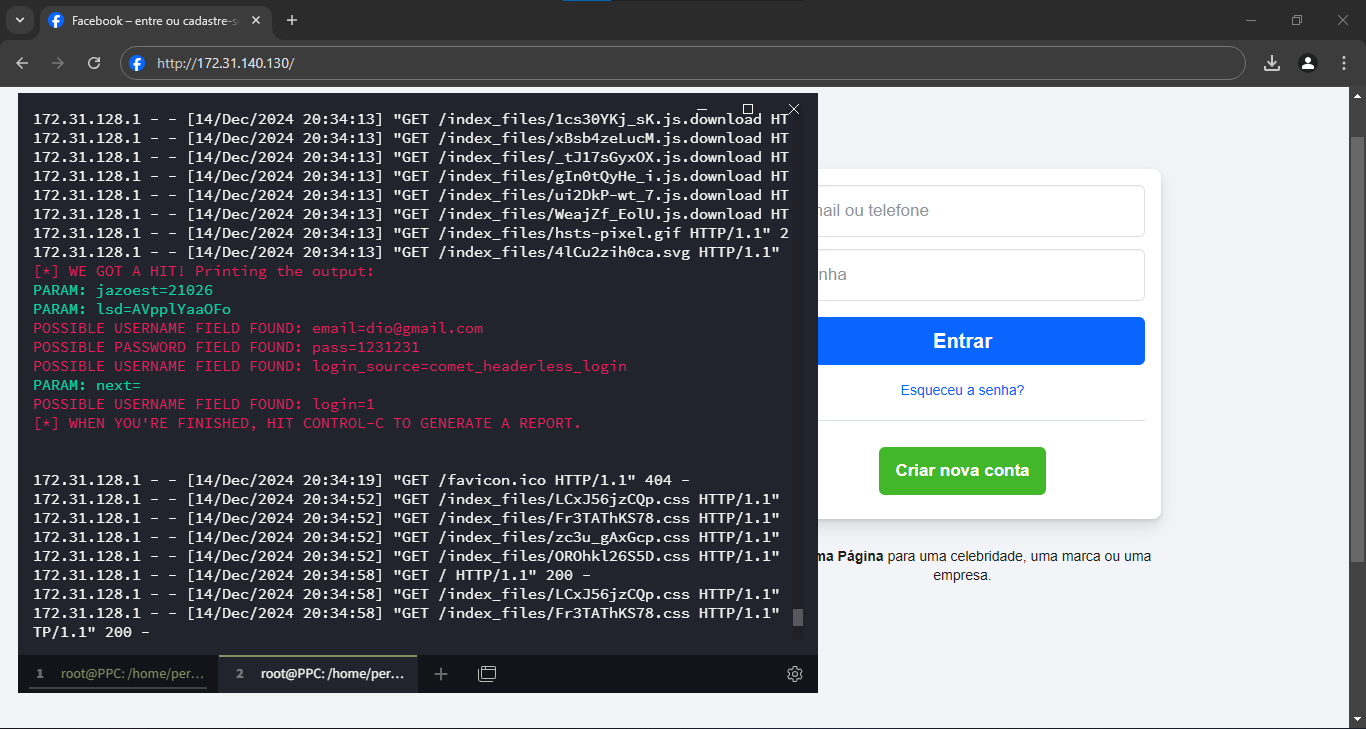 Facebook – entre ou cadastre-se
http://172.31.140.130/
172.31.128.1 - - [14/Dec/2024 20:34:13] "GET /index_files/1cs30YKj_sK.js.download HT
172.31.128.1 - - [14/Dec/2024 20:34:13] "GET /index_files/xBsb4zeLucM.js.download HT
172.31.128.1 - - [14/Dec/2024 20:34:13] "GET /index_files/_tJ17sGyxOX.js.download HT
172.31.128.1 - - [14/Dec/2024 20:34:13] "GET /index_files/gIn0tQyHe_i.js.download HT
172.31.128.1 - - [14/Dec/2024 20:34:13] "GET /index_files/ui2DkP-wt_7.js.download HT
172.31.128.1 - - [14/Dec/2024 20:34:13] "GET /index_files/WeajZf_EolU.js.download HT
172.31.128.1 - - [14/Dec/2024 20:34:13] "GET /index_files/hsts-pixel.gif HTTP/1.1" 2
172.31.128.1 - - [14/Dec/2024 20:34:13] "GET /index_files/4lCu2zih0ca.svg HTTP/1.1"
[*] WE GOT A HIT! Printing the output:
PARAM: jazoest=21026
PARAM: lsd=AVpplYaaOFo
POSSIBLE USERNAME FIELD FOUND: email=dio@gmail.com
POSSIBLE PASSWORD FIELD FOUND: pass=1231231
POSSIBLE USERNAME FIELD FOUND: login_source=comet_headerless_login
PARAM: next=
POSSIBLE USERNAME FIELD FOUND: login=1
[*] WHEN YOU'RE FINISHED, HIT CONTROL-C TO GENERATE A REPORT.
172.31.128.1 - - [14/Dec/2024 20:34:19] "GET /favicon.ico HTTP/1.1" 404 -
172.31.128.1 - - [14/Dec/2024 20:34:52] "GET /index_files/LCxJ56jzCQp.css HTTP/1.1"
172.31.128.1 - - [14/Dec/2024 20:34:52] "GET /index_files/Fr3TAThKS78.css HTTP/1.1"
172.31.128.1 - - [14/Dec/2024 20:34:52] "GET /index_files/zc3u_gAxGcp.css HTTP/1.1"
172.31.128.1 - - [14/Dec/2024 20:34:52] "GET /index_files/OROhkl26S5D.css HTTP/1.1"
172.31.128.1 - - [14/Dec/2024 20:34:58] "GET / HTTP/1.1" 200 -
172.31.128.1 - - [14/Dec/2024 20:34:58] "GET /index_files/LCxJ56jzCQp.css HTTP/1.1"
172.31.128.1 - - [14/Dec/2024 20:34:58] "GET /index_files/Fr3TAThKS78.css HTTP/1.1"
TP/1.1" 200 -
1 root@PPC: /home/per...
2 root@PPC: /home/per...
nail ou telefone
nha
Entrar
Esqueceu a senha?
Criar nova conta
ma Página para uma celebridade, uma marca ou uma
empresa.